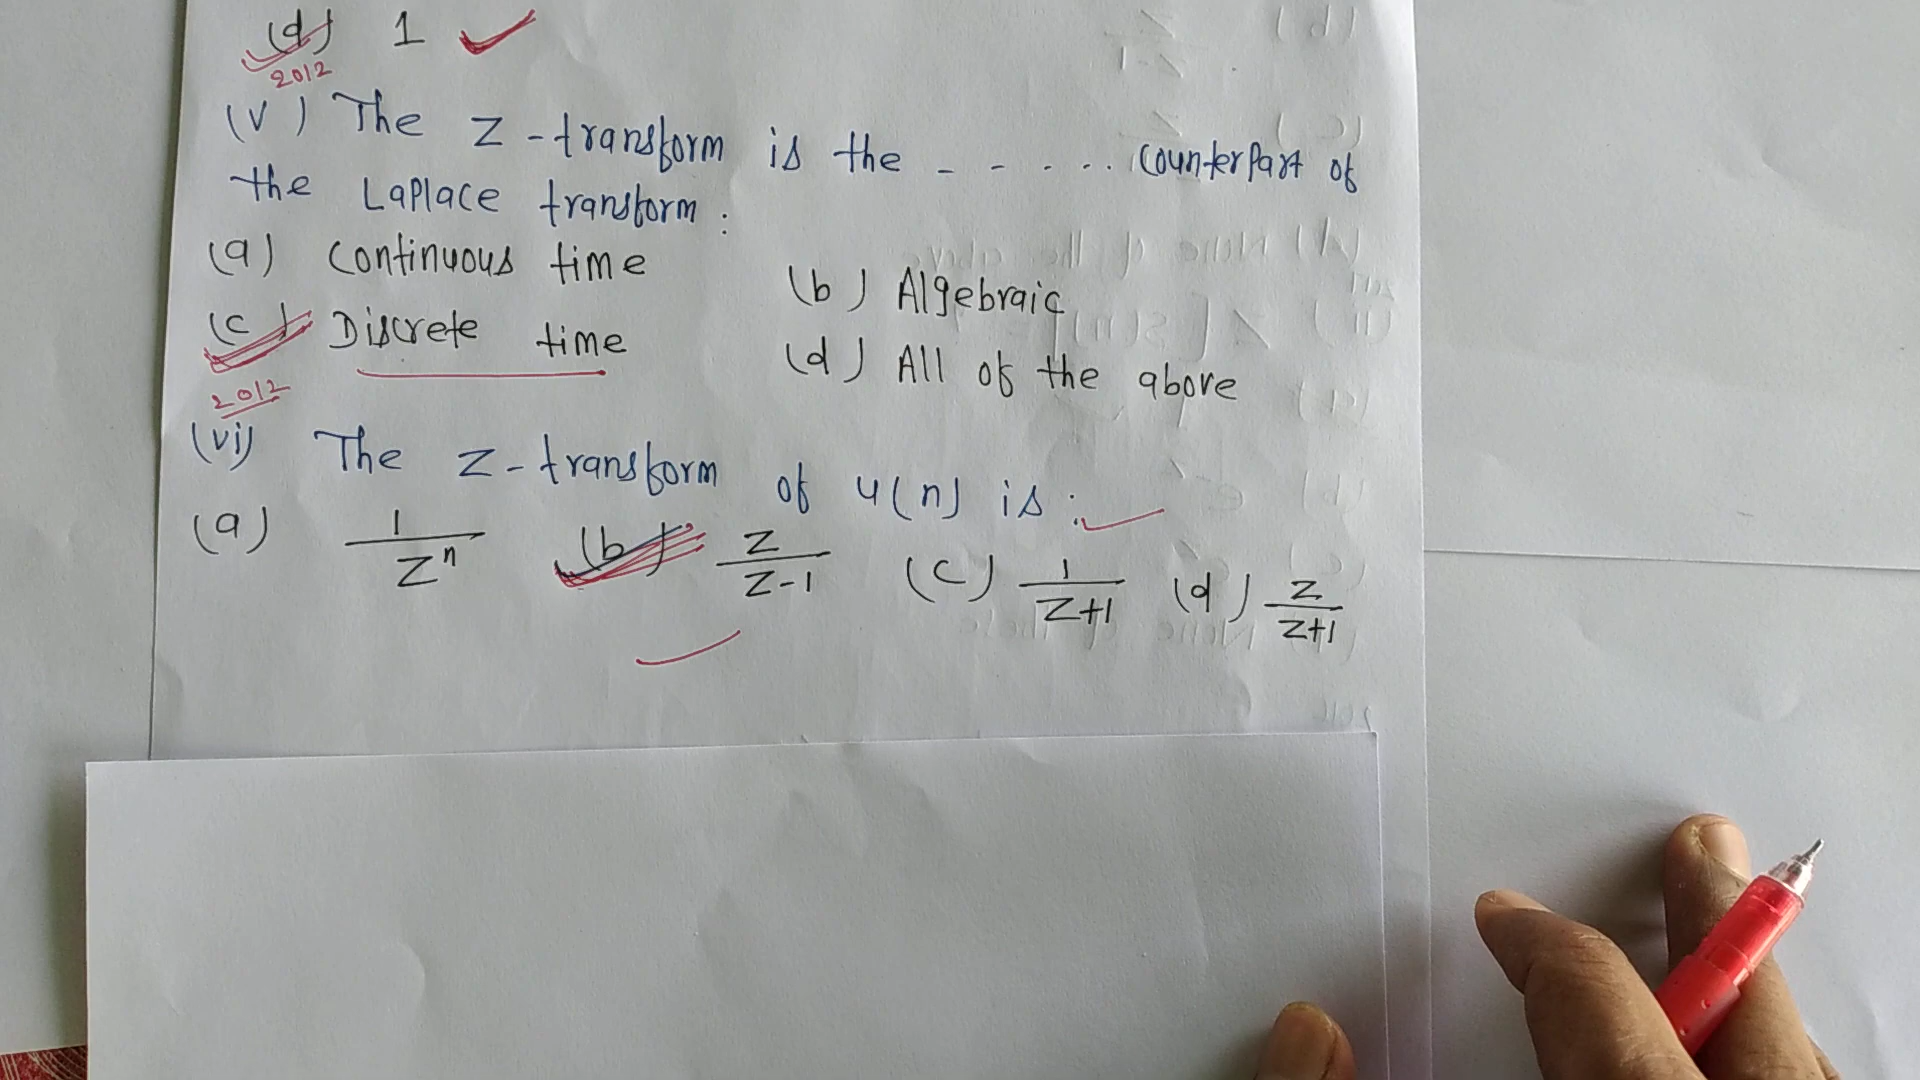 (d) 1
2012
(v) The z-transform is the - - . - .. counterpart of
the Laplace transform :
(a) continuous time
(b) Algebraic
(c) Discrete time
(d) All of the above
2012
(vi) The z-transform of u(n) is :
(a) 1/z^n (b) z/z-1 (c) 1/z+1 (d) z/z+1